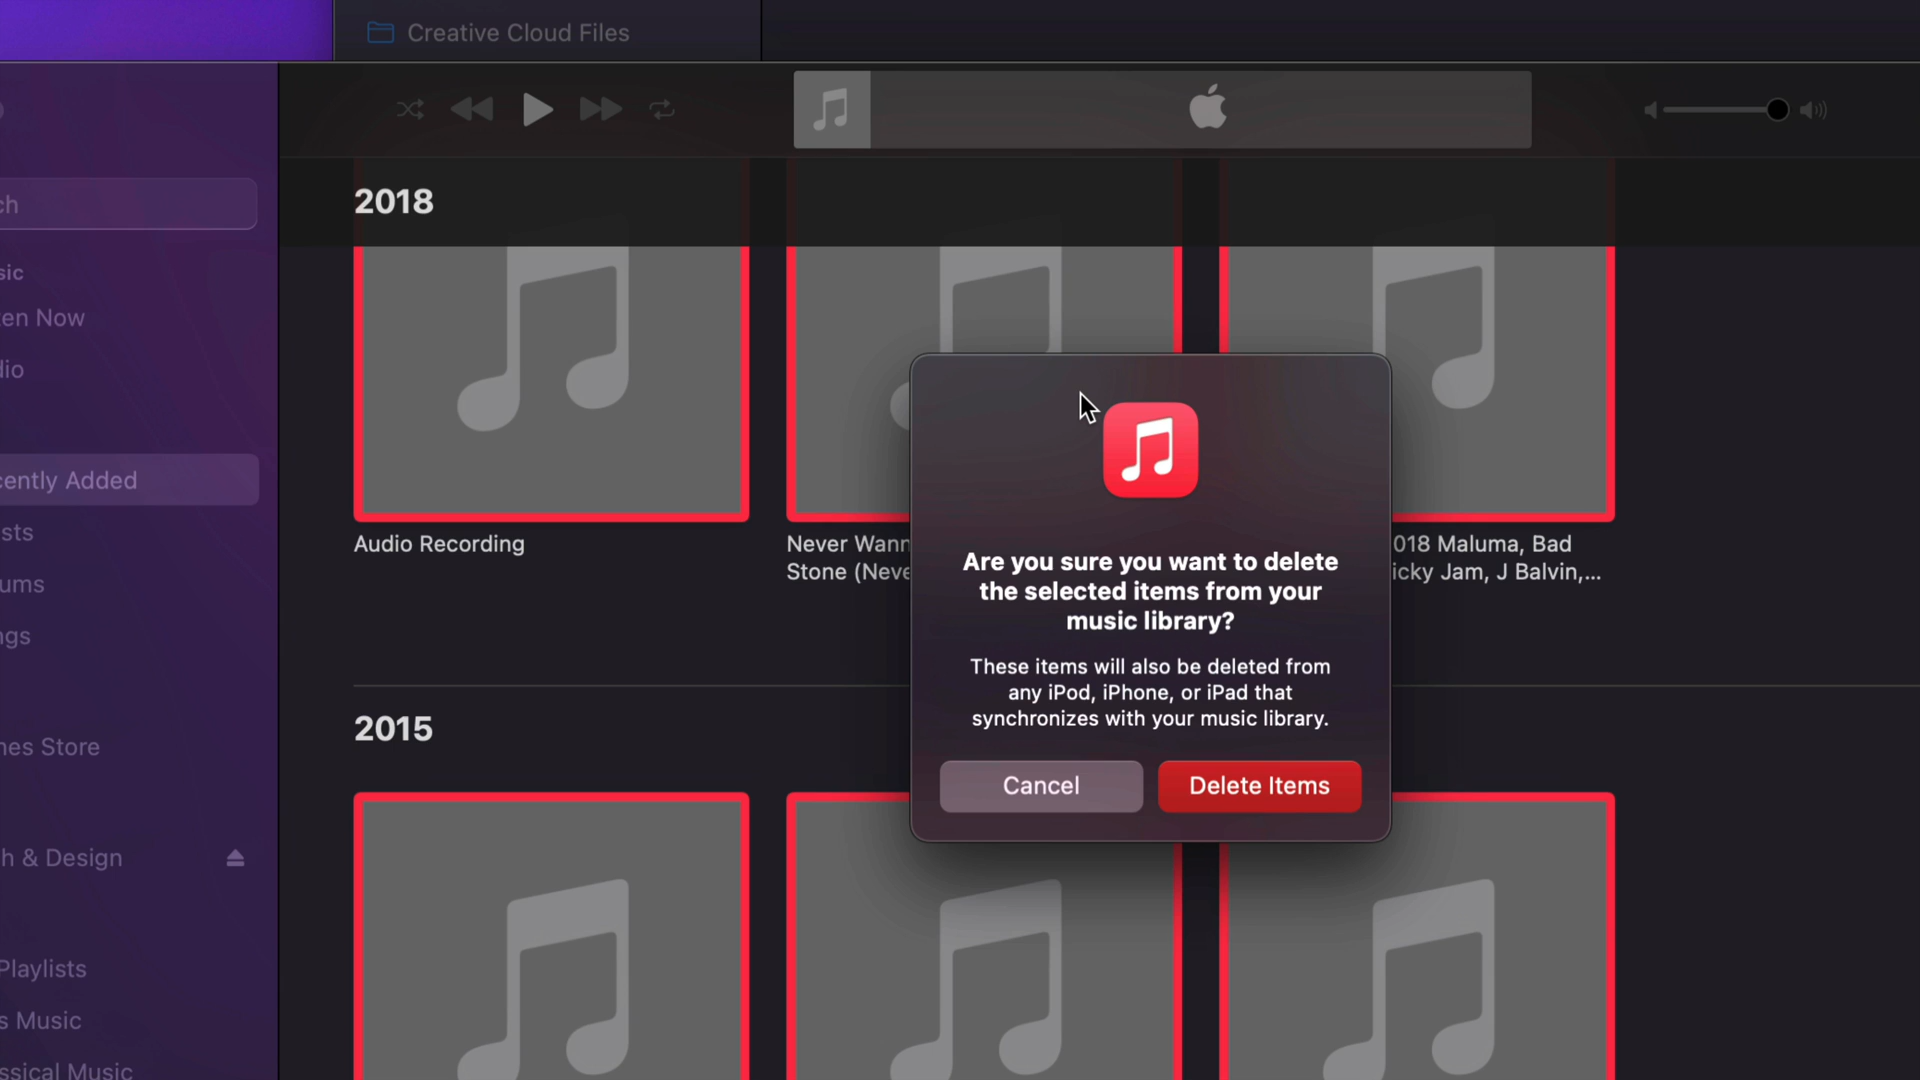 Creative Cloud Files
2018
ch
sic
ten Now
dio
cently Added
sts
ums
ngs
nes Store
h & Design
Playlists
s Music
ssical Music
Audio Recording
Never Wann
Stone (Neve
018 Maluma, Bad
icky Jam, J Balvin,...
Are you sure you want to delete
the selected items from your
music library?
These items will also be deleted from
any iPod, iPhone, or iPad that
synchronizes with your music library.
Cancel
Delete Items
2015